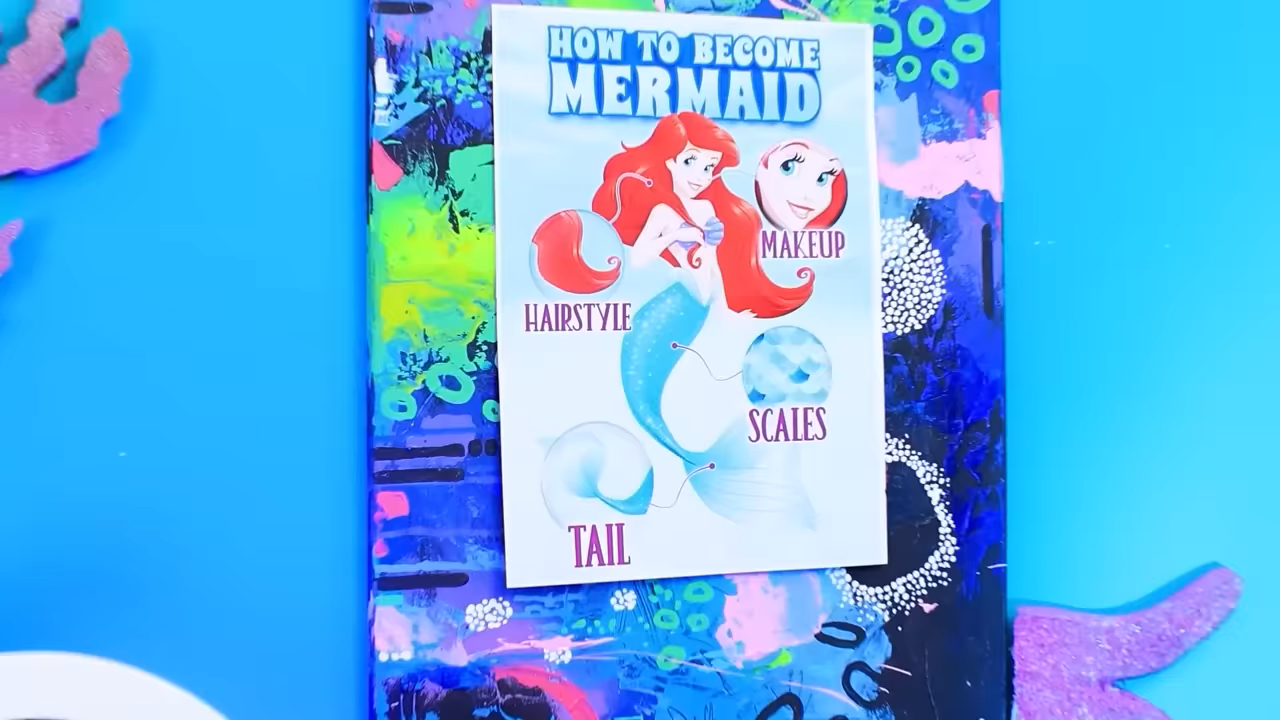 HOW TO BECOME
MERMAID
MAKEUP
HAIRSTYLE
SCALES
TAIL